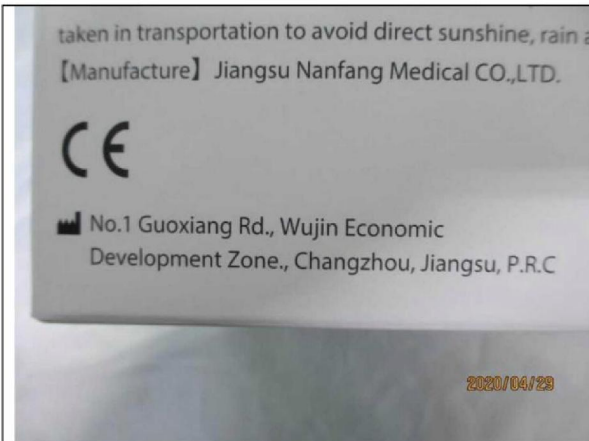 taken in transportation to avoid direct sunshine, rain
【Manufacture】 Jiangsu Nanfang Medical CO.,LTD.
CE
No.1 Guoxiang Rd., Wujin Economic
Development Zone., Changzhou, Jiangsu, P.R.C
2020/04/29